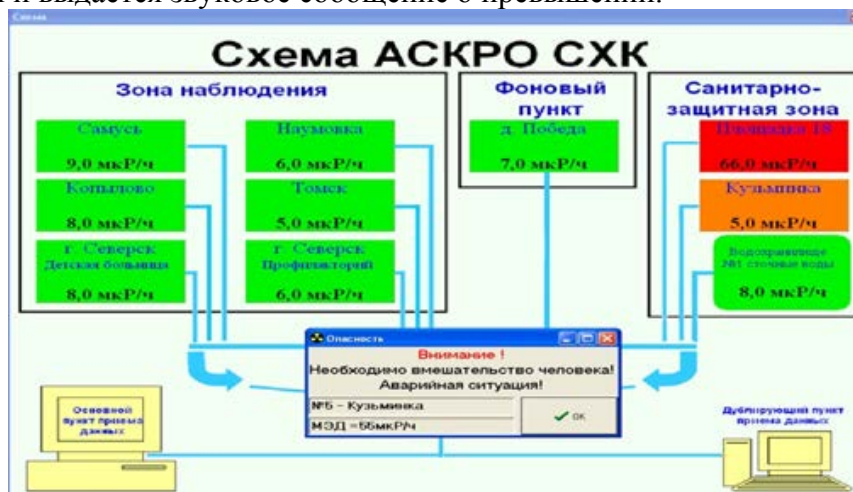 и выдается звуковое сообщение о превышении.
Схема
Схема АСКРО СХК
Зона наблюдения
Самусь
9,0 мкР/ч
Наумовка
6,0 мкР/ч
Копылово
8,0 мкР/ч
Томск
5,0 мкР/ч
г. Северск
Детская больница
8,0 мкР/ч
г. Северск
Профилакторий
6,0 мкР/ч
Фоновый
пункт
д. Победа
7,0 мкР/ч
Санитарно-
защитная зона
Площадка 18
66,0 мкР/ч
Кузьминка
5,0 мкР/ч
Водохранилище
№1 сточные воды
8,0 мкР/ч
Опасность
Внимание !
Необходимо вмешательство человека!
Аварийная ситуация!
№5 - Кузьминка
МЭД =55мкР/ч
ОК
Основной
пункт приема
данных
Дублирующий пункт
приема данных